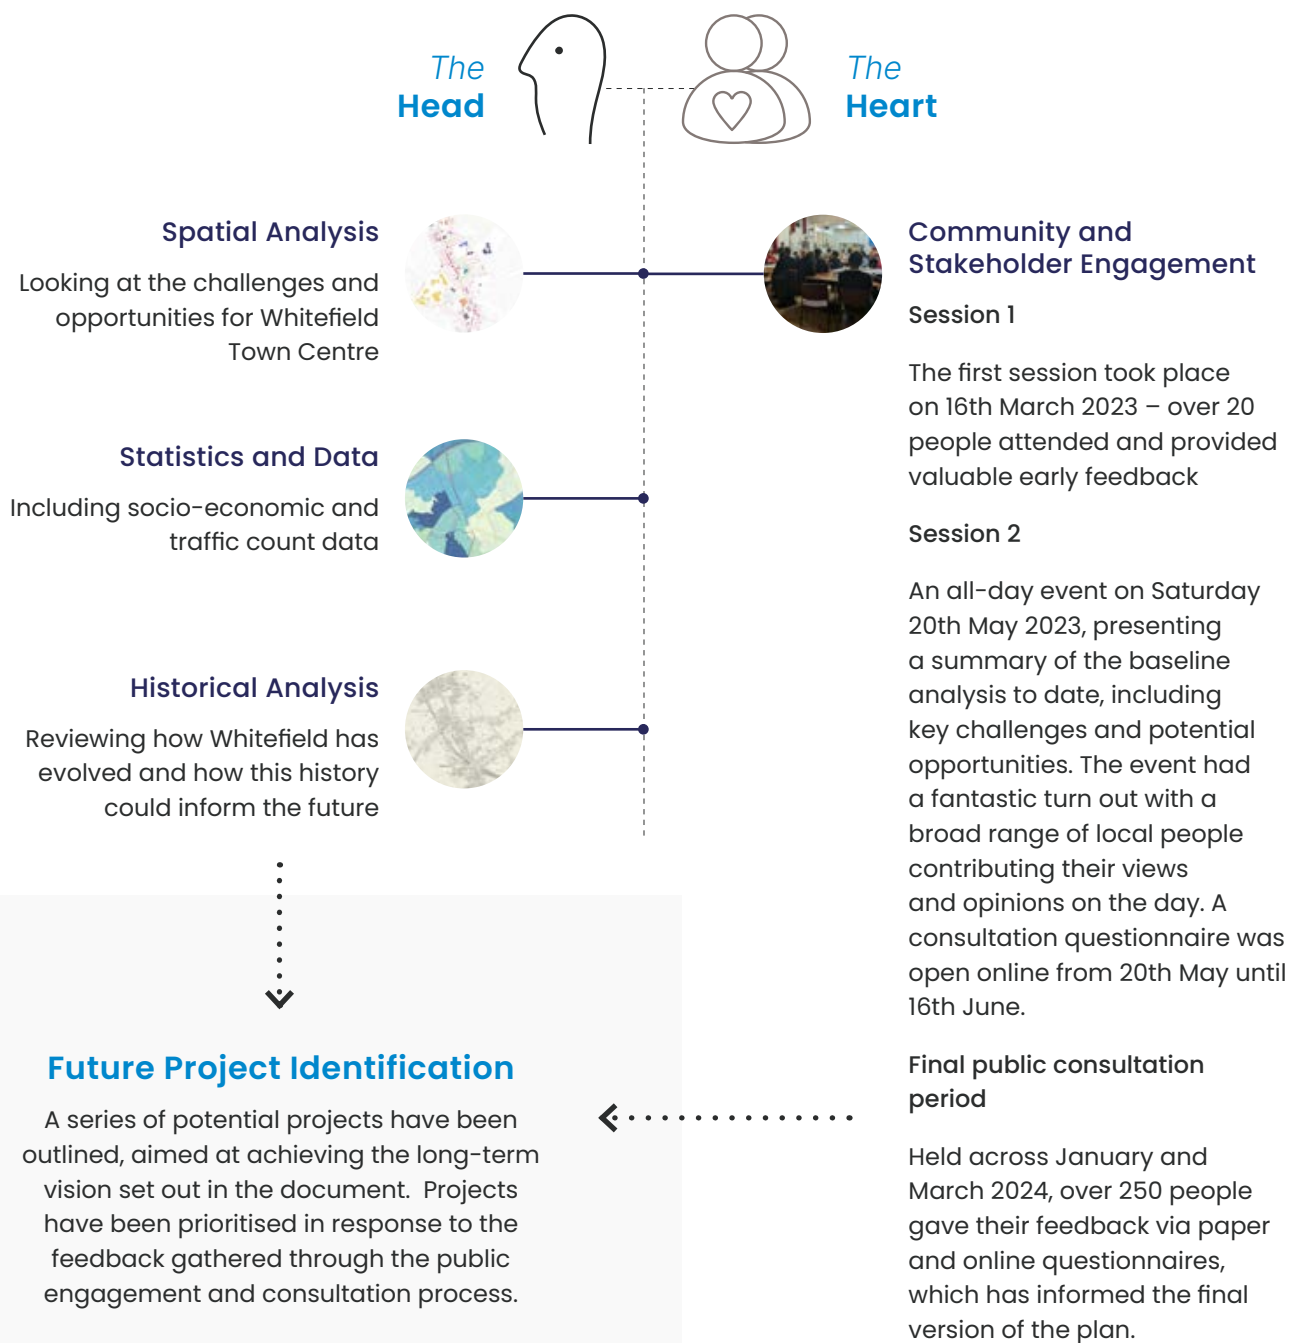 The
Head
The
Heart
Spatial Analysis
Looking at the challenges and
opportunities for Whitefield
Town Centre
Statistics and Data
Including socio-economic and
traffic count data
Historical Analysis
Reviewing how Whitefield has
evolved and how this history
could inform the future
Community and
Stakeholder Engagement
Session 1
The first session took place
on 16th March 2023 – over 20
people attended and provided
valuable early feedback
Session 2
An all-day event on Saturday
20th May 2023, presenting
a summary of the baseline
analysis to date, including
key challenges and potential
opportunities. The event had
a fantastic turn out with a
broad range of local people
contributing their views
and opinions on the day. A
consultation questionnaire was
open online from 20th May until
16th June.
Final public consultation
period
Held across January and
March 2024, over 250 people
gave their feedback via paper
and online questionnaires,
which has informed the final
version of the plan.
Future Project Identification
A series of potential projects have been
outlined, aimed at achieving the long-term
vision set out in the document.  Projects
have been prioritised in response to the
feedback gathered through the public
engagement and consultation process.